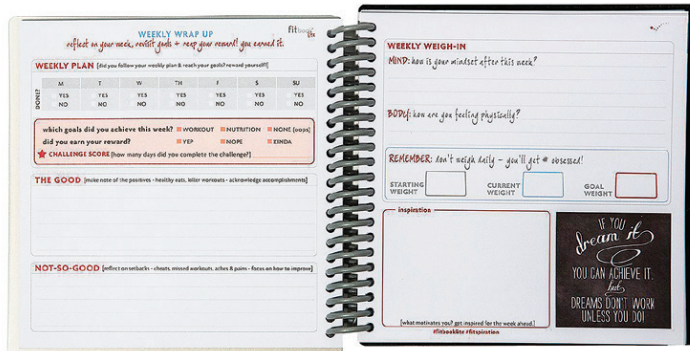 WEEKLY WRAP UP
fitbook
lite
reflect on your week, revisit goals + reap your reward! you earned it.
WEEKLY PLAN [did you follow your weekly plan & reach your goals? reward yourself!]
M T W TH F S SU
DONE?
YES YES YES YES YES YES YES
NO NO NO NO NO NO NO
which goals did you achieve this week? WORKOUT NUTRITION NONE (oops)
did you earn your reward? YEP NOPE KINDA
CHALLENGE SCORE [how many days did you complete the challenge?]
THE GOOD [make note of the positives - healthy eats, killer workouts - acknowledge accomplishments]
NOT-SO-GOOD [reflect on setbacks - cheats, missed workouts, aches & pains - focus on how to improve]
WEEKLY WEIGH-IN
MIND: how is your mindset after this week?
BODY: how are you feeling physically?
REMEMBER: don't weigh daily – you'll get # obsessed!
STARTING WEIGHT
CURRENT WEIGHT
GOAL WEIGHT
inspiration
[what motivates you? get inspired for the week ahead.]
#fitbooklite #fitspiration
IF YOU
dream it
YOU CAN ACHIEVE IT.
but
DREAMS DON'T WORK
UNLESS YOU DO!